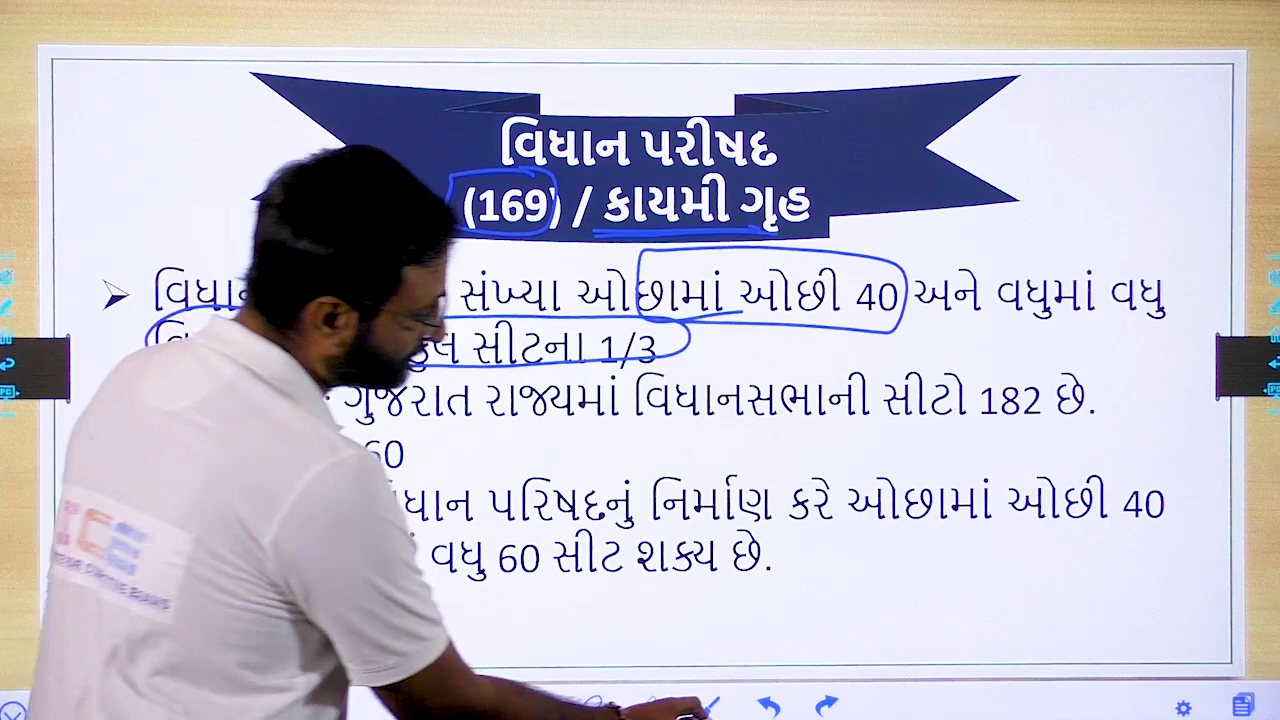 વિધાન પરીષદ
(169) / કાયમી ગૃહ
સંખ્યા ઓછામાં ઓછી 40 અને વધુમાં વધુ
સીટના 1/3
ગુજરાત રાજ્યમાં વિધાનસભાની સીટો 182 છે.
60
પરિષદનું નિર્માણ કરે ઓછામાં ઓછી 40
વધુ 60 સીટ શક્ય છે.
ICE